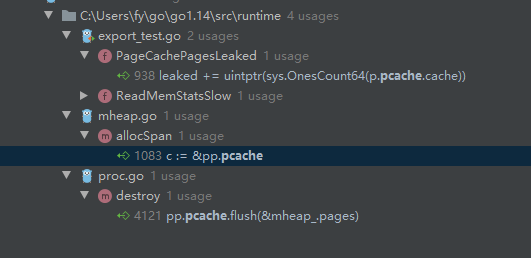 C:\Users\fy\go\go1.14\src\runtime 4 usages
export_test.go 2 usages
f PageCachePagesLeaked 1 usage
938 leaked += uintptr(sys.OnesCount64(p.pcache.cache))
f ReadMemStatsSlow 1 usage
mheap.go 1 usage
m allocSpan 1 usage
1083 c := &pp.pcache
proc.go 1 usage
m destroy 1 usage
4121 pp.pcache.flush(&mheap_.pages)